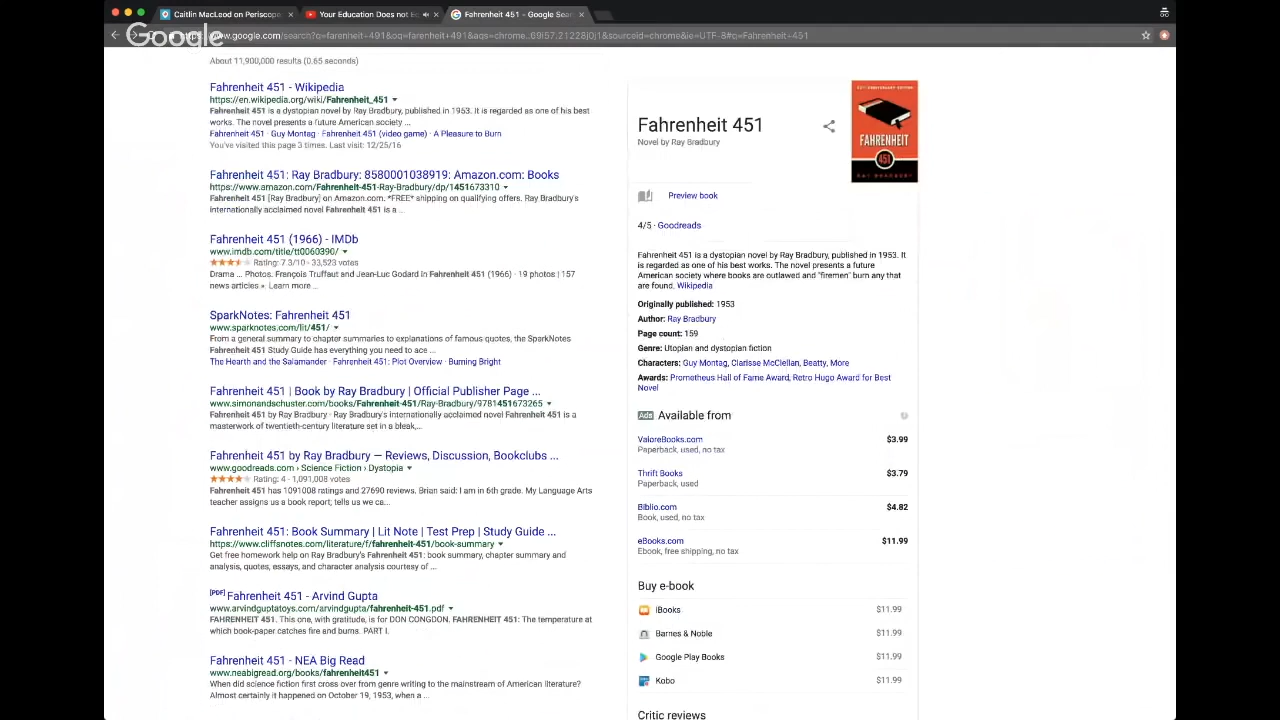 Caitlin MacLeod on Periscope
Your Education Does not E
Fahrenheit 451 - Google Sear
Google
www.google.com/search?q=farenheit+491&oq=farenheit+491&aqs=chrome..69i57.21228j0j1&sourceid=chrome&ie=UTF-8#q=Fahrenheit+451
About 11,900,000 results (0.65 seconds)
Fahrenheit 451 - Wikipedia
https://en.wikipedia.org/wiki/Fahrenheit_451
Fahrenheit 451 is a dystopian novel by Ray Bradbury, published in 1953. It is regarded as one of his best
works. The novel presents a future American society ...
Fahrenheit 451 · Guy Montag · Fahrenheit 451 (video game) · A Pleasure to Burn
You've visited this page 3 times. Last visit: 12/25/16
Fahrenheit 451: Ray Bradbury: 8580001038919: Amazon.com: Books
https://www.amazon.com/Fahrenheit-451-Ray-Bradbury/dp/1451673310
Fahrenheit 451 [Ray Bradbury] on Amazon.com. *FREE* shipping on qualifying offers. Ray Bradbury's
internationally acclaimed novel Fahrenheit 451 is a ...
Fahrenheit 451 (1966) - IMDb
www.imdb.com/title/tt0060390/
Rating: 7.3/10 - 33,523 votes
Drama ... Photos. François Truffaut and Jean-Luc Godard in Fahrenheit 451 (1966) · 19 photos | 157
news articles » Learn more ...
SparkNotes: Fahrenheit 451
www.sparknotes.com/lit/451/
From a general summary to chapter summaries to explanations of famous quotes, the SparkNotes
Fahrenheit 451 Study Guide has everything you need to ace ...
The Hearth and the Salamander · Fahrenheit 451: Plot Overview · Burning Bright
Fahrenheit 451 | Book by Ray Bradbury | Official Publisher Page ...
www.simonandschuster.com/books/Fahrenheit-451/Ray-Bradbury/9781451673265
Fahrenheit 451 by Ray Bradbury - Ray Bradbury's internationally acclaimed novel Fahrenheit 451 is a
masterwork of twentieth-century literature set in a bleak,...
Fahrenheit 451 by Ray Bradbury — Reviews, Discussion, Bookclubs ...
www.goodreads.com › Science Fiction › Dystopia
Rating: 4 - 1,091,008 votes
Fahrenheit 451 has 1091008 ratings and 27690 reviews. Brian said: I am in 6th grade. My Language Arts
teacher assigns us a book report; tells us we ca...
Fahrenheit 451: Book Summary | Lit Note | Test Prep | Study Guide ...
https://www.cliffsnotes.com/literature/f/fahrenheit-451/book-summary
Get free homework help on Ray Bradbury's Fahrenheit 451: book summary, chapter summary and
analysis, quotes, essays, and character analysis courtesy of ...
[PDF] Fahrenheit 451 - Arvind Gupta
www.arvindguptatoys.com/arvindgupta/fahrenheit-451.pdf
FAHRENHEIT 451. This one, with gratitude, is for DON CONGDON. FAHRENHEIT 451: The temperature at
which book-paper catches fire and burns. PART I.
Fahrenheit 451 - NEA Big Read
www.neabigread.org/books/fahrenheit451
When did science fiction first cross over from genre writing to the mainstream of American literature?
Almost certainly it happened on October 19, 1953, when a ...
Fahrenheit 451
Novel by Ray Bradbury
FAHRENHEIT
451
RAY BRADBURY
Preview book
4/5 · Goodreads
Fahrenheit 451 is a dystopian novel by Ray Bradbury, published in 1953. It
is regarded as one of his best works. The novel presents a future
American society where books are outlawed and "firemen" burn any that
are found. Wikipedia
Originally published: 1953
Author: Ray Bradbury
Page count: 159
Genre: Utopian and dystopian fiction
Characters: Guy Montag, Clarisse McClellan, Beatty, More
Awards: Prometheus Hall of Fame Award, Retro Hugo Award for Best
Novel
Ads Available from
ValoreBooks.com $3.99
Paperback, used, no tax
Thrift Books $3.79
Paperback, used
Biblio.com $4.82
Book, used, no tax
eBooks.com $11.99
Ebook, free shipping, no tax
Buy e-book
iBooks $11.99
Barnes & Noble $11.99
Google Play Books $11.99
Kobo $11.99
Critic reviews